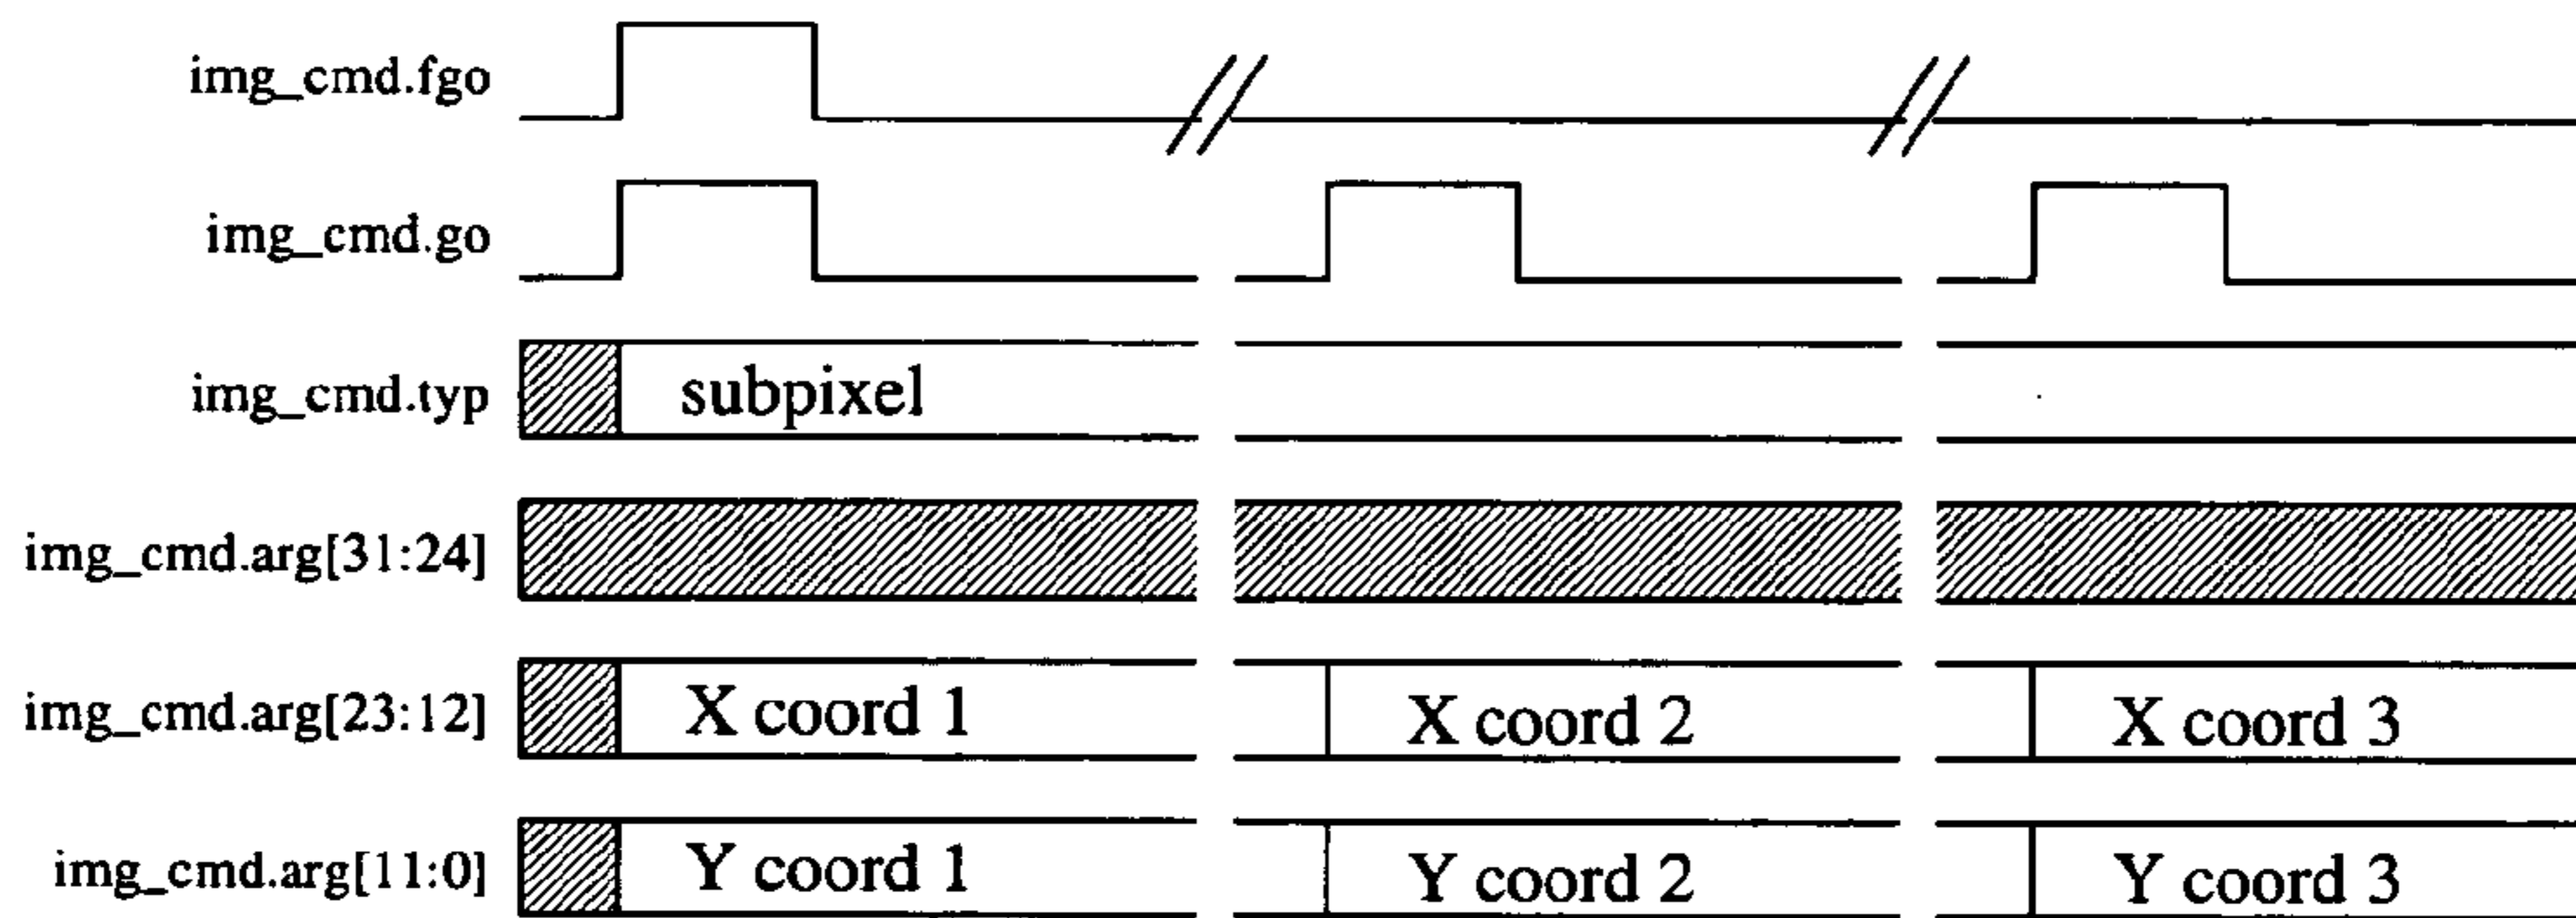 img_cmd.fgo
img_cmd.go
img_cmd.typ subpixel
img_cmd.arg[31:24]
img_cmd.arg[23:12] X coord 1 X coord 2 X coord 3
img_cmd.arg[11:0] Y coord 1 Y coord 2 Y coord 3